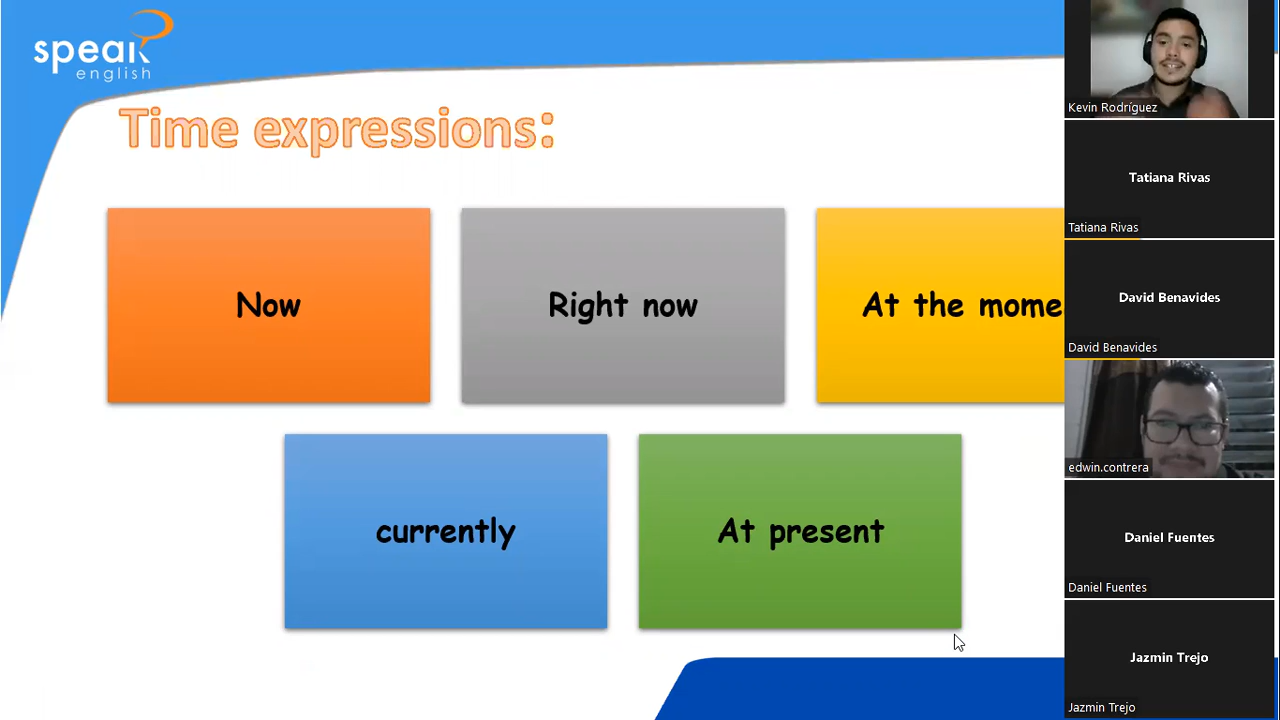 speak
english
Time expressions:
Now
Right now
At the mome
currently
At present
Kevin Rodríguez
Tatiana Rivas
Tatiana Rivas
David Benavides
David Benavides
edwin.contrera
Daniel Fuentes
Daniel Fuentes
Jazmin Trejo
Jazmin Trejo